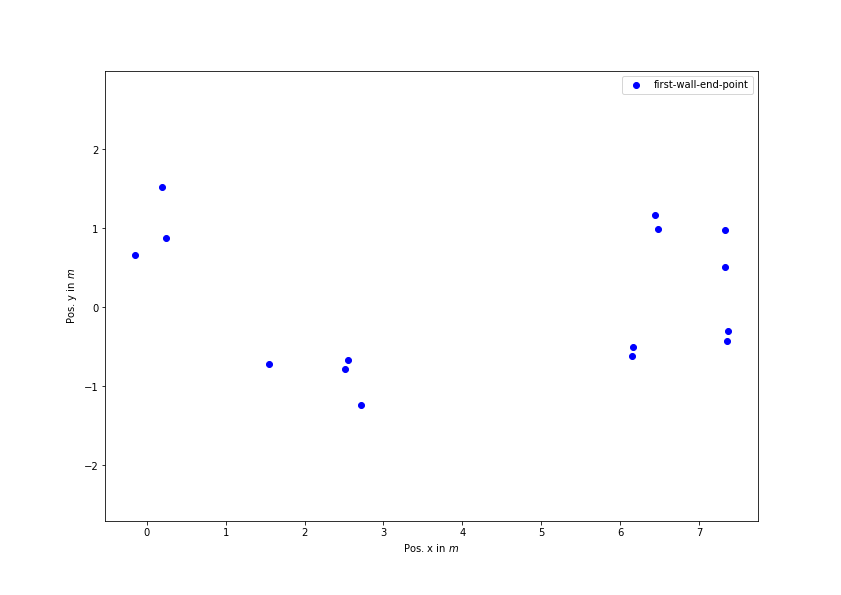 first-wall-end-point
2
1
0
−1
−2
Pos. y in m
0 1 2 3 4 5 6 7
Pos. x in m